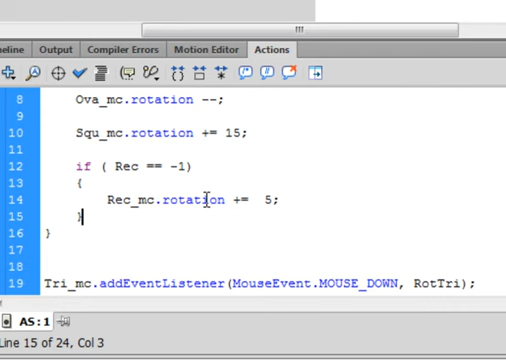 eline Output Compiler Errors Motion Editor Actions
8 Ova_mc.rotation --;
9
10 Squ_mc.rotation += 15;
11
12 if ( Rec == -1)
13 {
14 Rec_mc.rotation += 5;
15 }
16 }
17
18
19 Tri_mc.addEventListener(MouseEvent.MOUSE_DOWN, RotTri);
AS:1
Line 15 of 24, Col 3